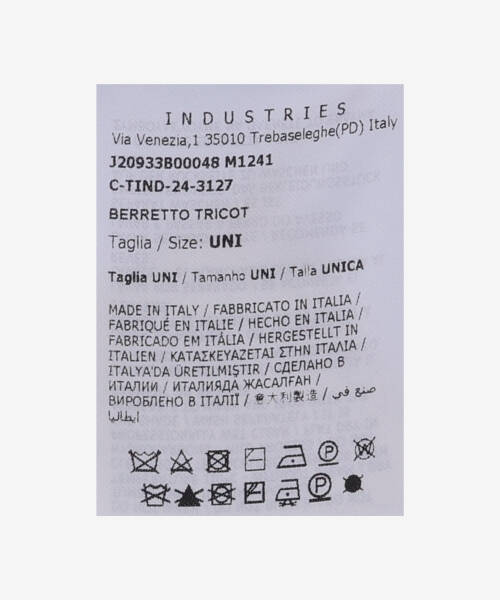 INDUSTRIES
Via Venezia,1 35010 Trebaseleghe(PD) Italy
J20933B00048 M1241
C-TIND-24-3127
BERRETTO TRICOT
Taglia / Size: UNI
Taglia UNI / Tamanho UNI / Talla UNICA
MADE IN ITALY / FABBRICATO IN ITALIA /
FABRIQUÉ EN ITALIE / HECHO EN ITALIA /
FABRICADO EM ITÁLIA / HERGESTELLT IN
ITALIEN / ΚΑΤΑΣΚΕΥΑΖΕΤΑΙ ΣΤΗΝ ΙΤΑΛΙΑ /
ITALYA'DA ÜRETILMIŞTIR / СДЕЛАНО В
ИТАЛИИ / ИТАЛИЯДА ЖАСАЛҒАН /
ВИРОБЛЕНО В ІТАЛІЇ / 意大利製造 / صنع في
ايطاليا